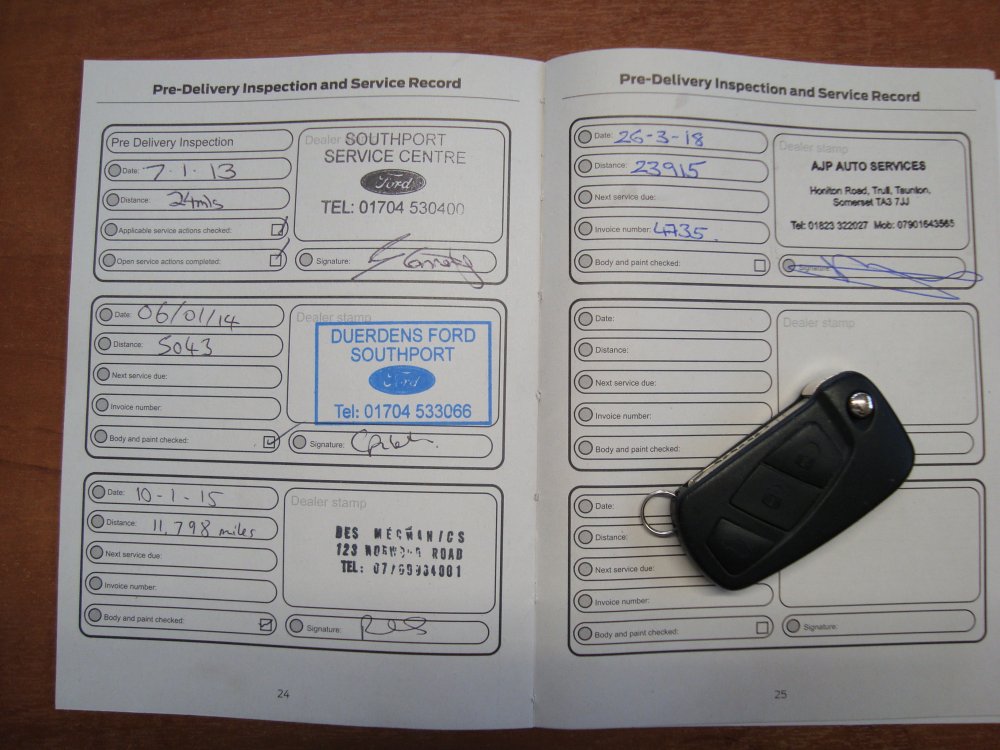 Pre-Delivery Inspection and Service Record
Pre Delivery Inspection
Date: 7.1.13
Distance: 24mls
Applicable service actions checked:
Open service actions completed:
Dealer
SOUTHPORT
SERVICE CENTRE
Ford
TEL: 01704 530400
Signature:
Date: 06/01/14
Distance: 5043
Next service due:
Invoice number:
Body and paint checked:
Dealer stamp
DUERDENS FORD
SOUTHPORT
Ford
Tel: 01704 533066
Signature:
Date: 10-1-15
Distance: 11,798 miles
Next service due:
Invoice number:
Body and paint checked:
Dealer stamp
DES MECHANICS
123 ROAD
TEL:
Signature: Des
24
Pre-Delivery Inspection and Service Record
Date: 26-3-18
Distance: 23915
Next service due:
Invoice number: 4735.
Body and paint checked:
Dealer stamp
AJP AUTO SERVICES
Honiton Road, Trull, Taunton,
Somerset TA3 7JJ
Tel: 01823 322027 Mob: 07901643565
Signature:
Date:
Distance:
Next service due:
Invoice number:
Body and paint checked:
Dealer stamp
Date:
Distance:
Next service due:
Invoice number:
Body and paint checked:
Signature:
25